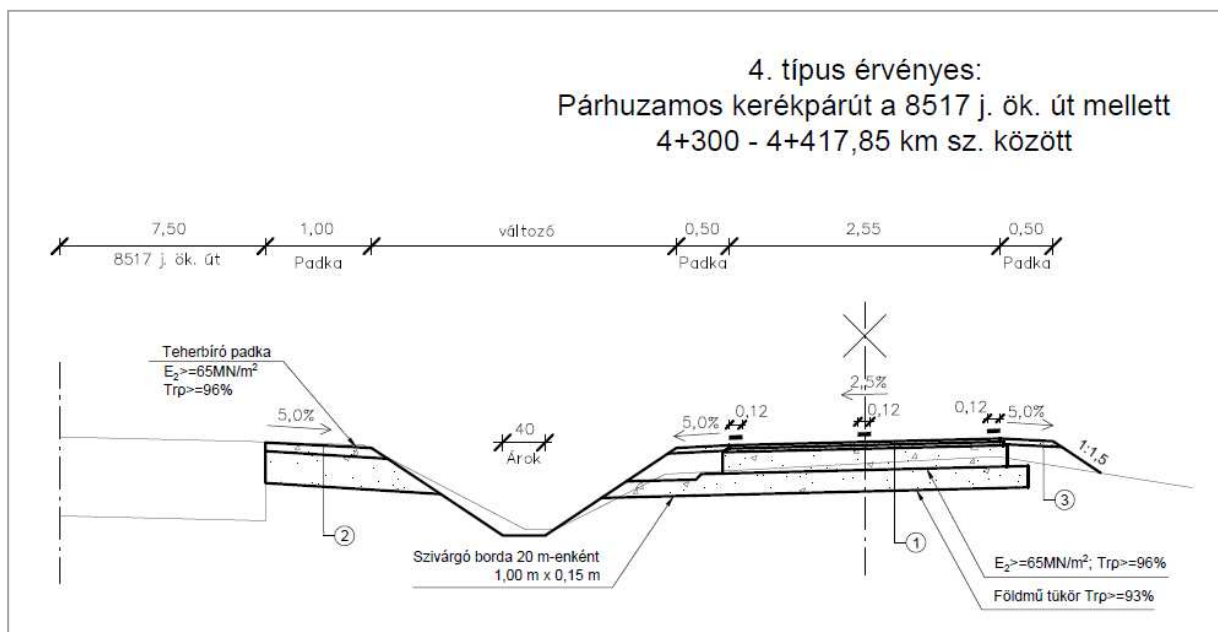 4. típus érvényes:
Párhuzamos kerékpárút a 8517 j. ök. út mellett
4+300 - 4+417,85 km sz. között
7,50
1,00
változó
0,50
2,55
0,50
8517 j. ök. út
Padka
Padka
Padka
Teherbíró padka
E₂>=65MN/m²
Trρ>=96%
2,5%
5,0%
40
Árok
5,0%
0,12
0,12
0,12
5,0%
1:1,5
2
1
3
Szivárgó borda 20 m-enként
1,00 m x 0,15 m
E₂>=65MN/m²; Trρ>=96%
Földmű tükör Trρ>=93%